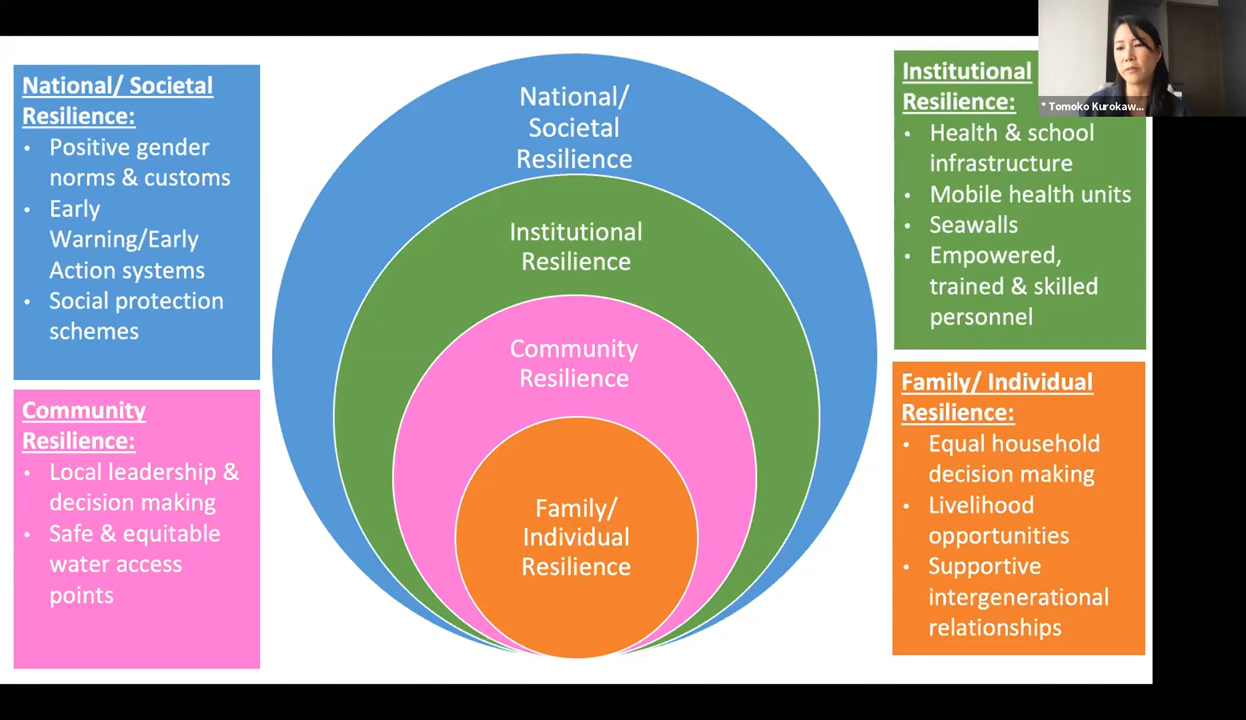 National/ Societal
Resilience:
• Positive gender
norms & customs
• Early
Warning/Early
Action systems
• Social protection
schemes
Community
Resilience:
• Local leadership &
decision making
• Safe & equitable
water access
points
National/
Societal
Resilience
Institutional
Resilience
Community
Resilience
Family/
Individual
Resilience
Institutional
Resilience:
• Health & school
infrastructure
• Mobile health units
• Seawalls
• Empowered,
trained & skilled
personnel
Family/ Individual
Resilience:
• Equal household
decision making
• Livelihood
opportunities
• Supportive
intergenerational
relationships
* Tomoko Kurokaw...